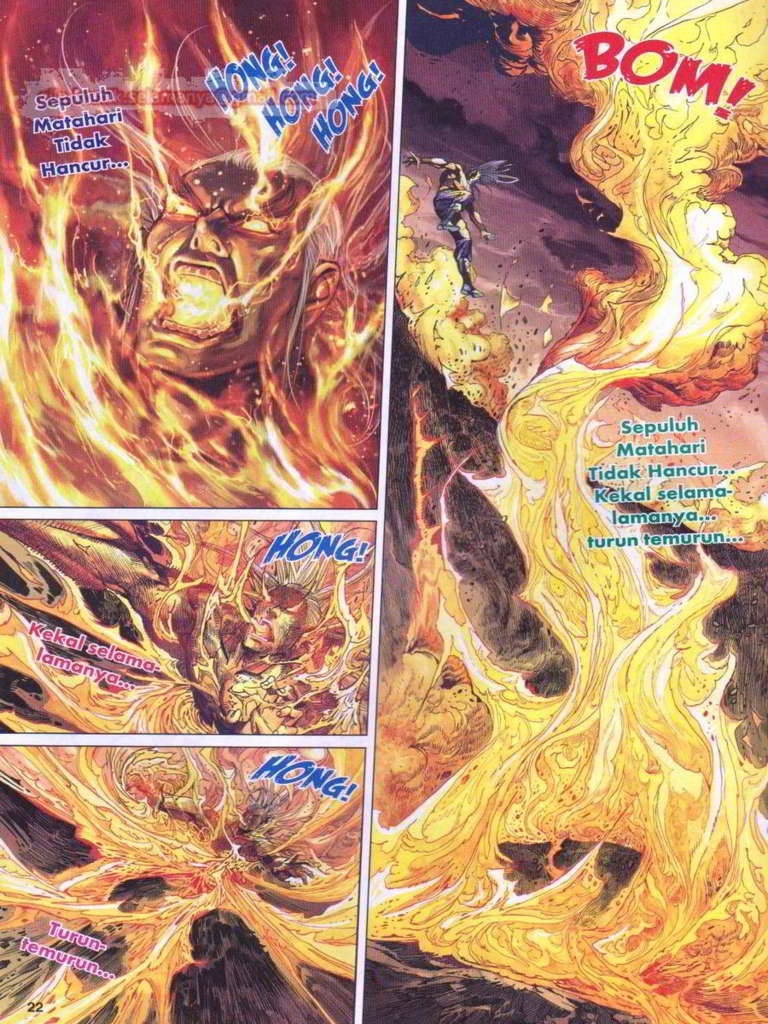 HONG!
HONG!
HONG!
Sepuluh
Matahari
Tidak
Hancur...
HONG!
Kekal selama-
lamanya...
HONG!
Turun-
temurun...
22
BOM!
Sepuluh
Matahari
Tidak Hancur...
Kekal selama-
lamanya...
turun temurun...